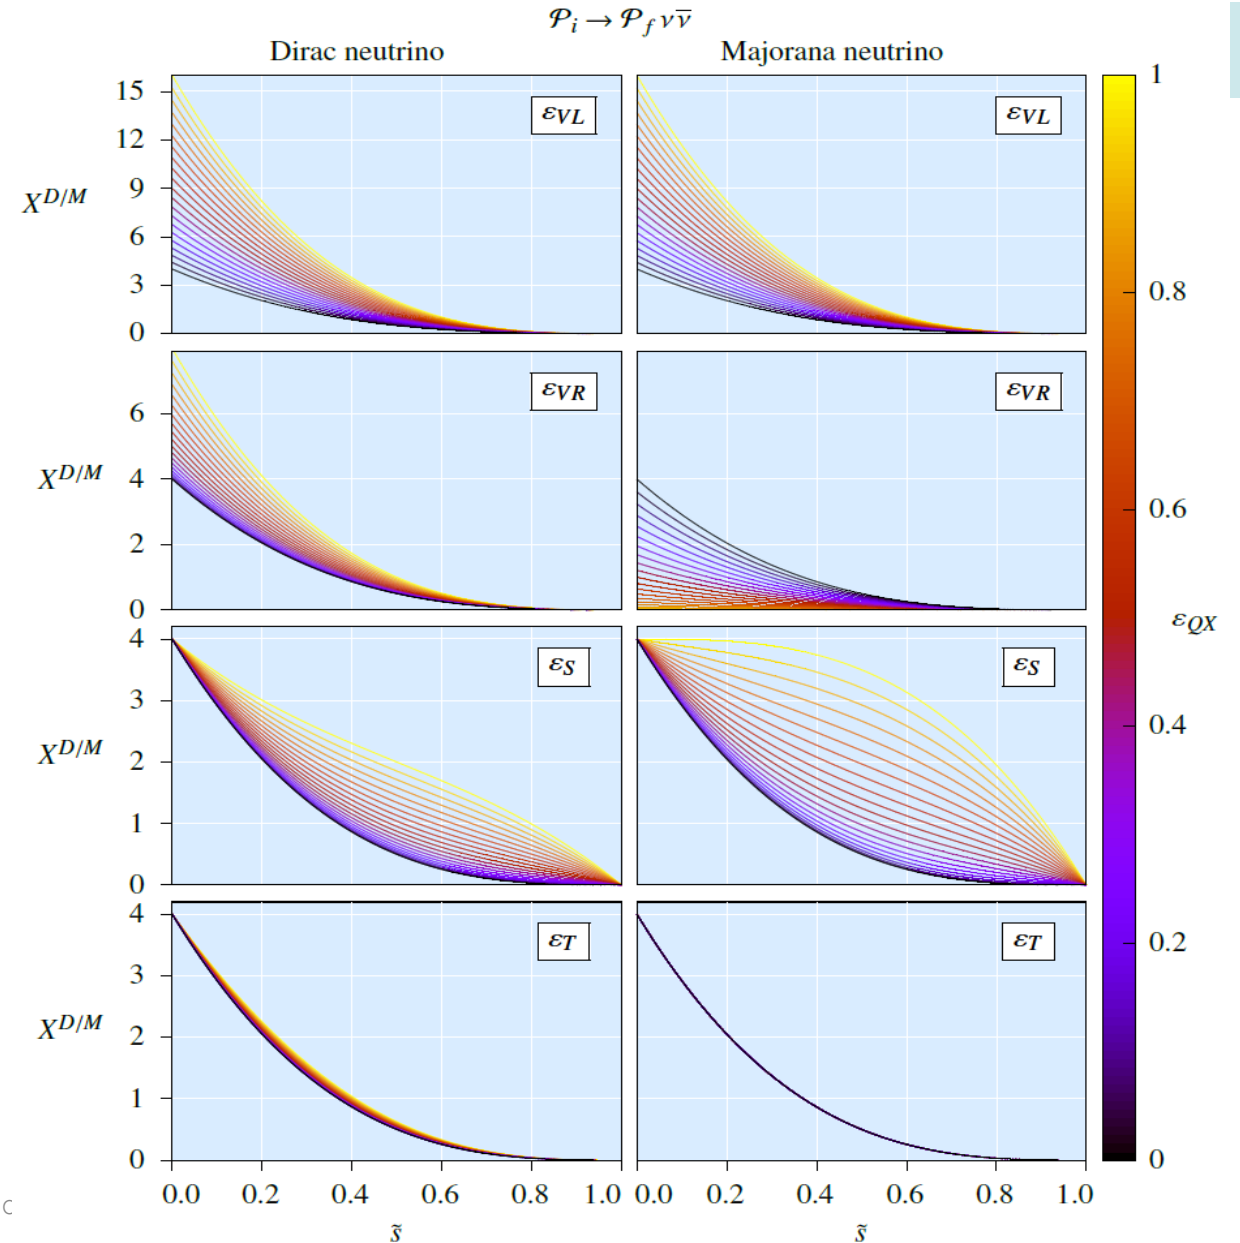 𝒫i → 𝒫f ν ν̅
Dirac neutrino Majorana neutrino
15 εVL εVL 1
12
X^D/M 9
6
3 0.8
0
εVR εVR
6
X^D/M 4 0.6
2
0 εQX
4 εS εS
3
X^D/M 2 0.4
1
0
4 εT εT 0.2
3
X^D/M 2
1
0 0
0.0 0.2 0.4 0.6 0.8 1.0 0.0 0.2 0.4 0.6 0.8 1.0
s̃ s̃